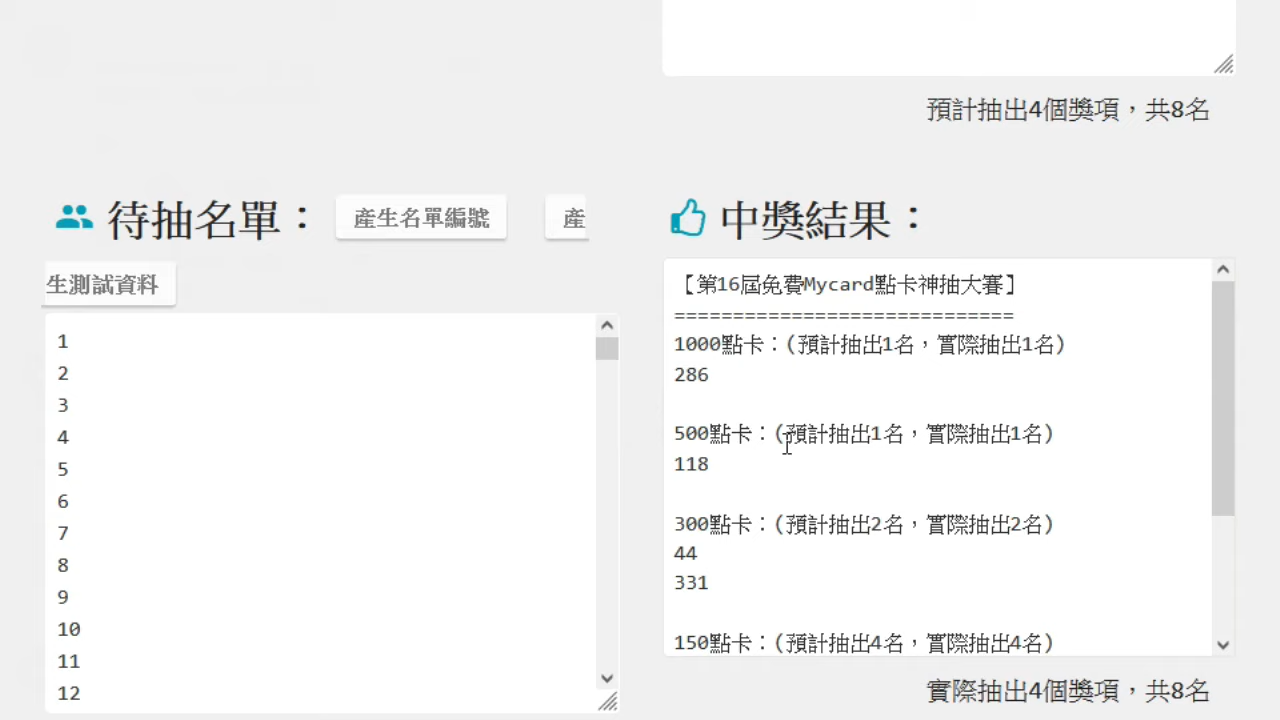 預計抽出4個獎項，共8名
待抽名單：
產生名單編號
產
生測試資料
1
2
3
4
5
6
7
8
9
10
11
12
中獎結果：
【第16屆免費Mycard點卡神抽大賽】
=============================
1000點卡：(預計抽出1名，實際抽出1名)
286
500點卡：(預計抽出1名，實際抽出1名)
118
300點卡：(預計抽出2名，實際抽出2名)
44
331
150點卡：(預計抽出4名，實際抽出4名)
實際抽出4個獎項，共8名